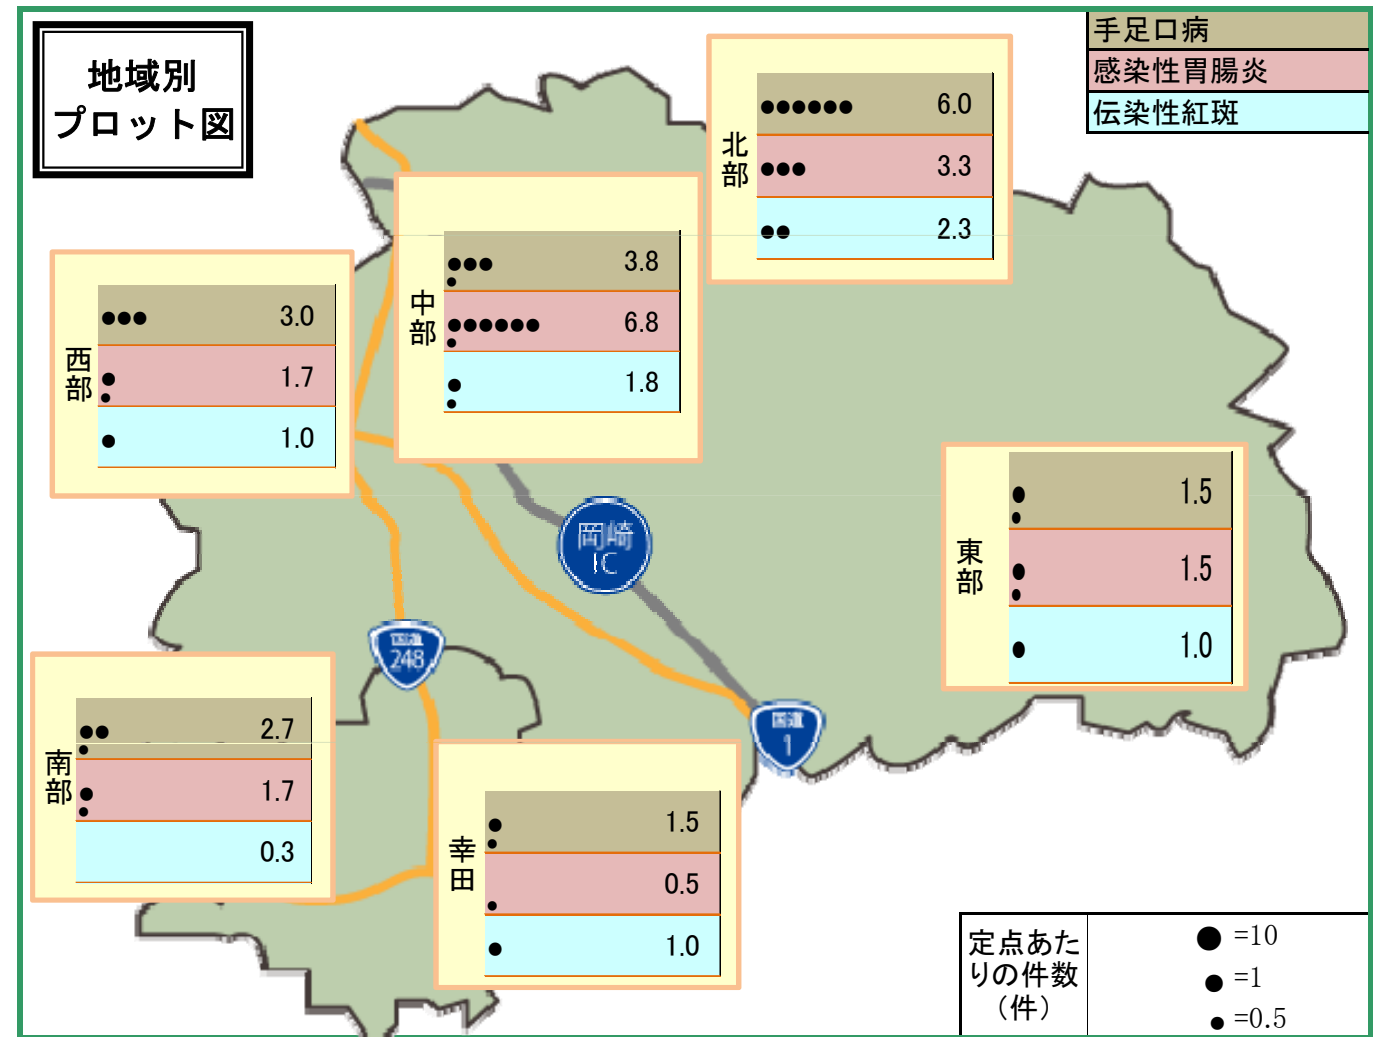 地域別
プロット図
手足口病
感染性胃腸炎
伝染性紅斑
北部
●●●●●● 6.0
●●● 3.3
●● 2.3
中部
●●● 3.8
●
●●●●●● 6.8
●
● 1.8
●
西部
●●● 3.0
● 1.7
●
● 1.0
東部
● 1.5
●
● 1.5
●
● 1.0
岡崎
IC
国道
248
国道
1
南部
●● 2.7
●
● 1.7
●
0.3
幸田
● 1.5
●
● 0.5
● 1.0
定点あた
りの件数
（件）
● =10
● =1
● =0.5